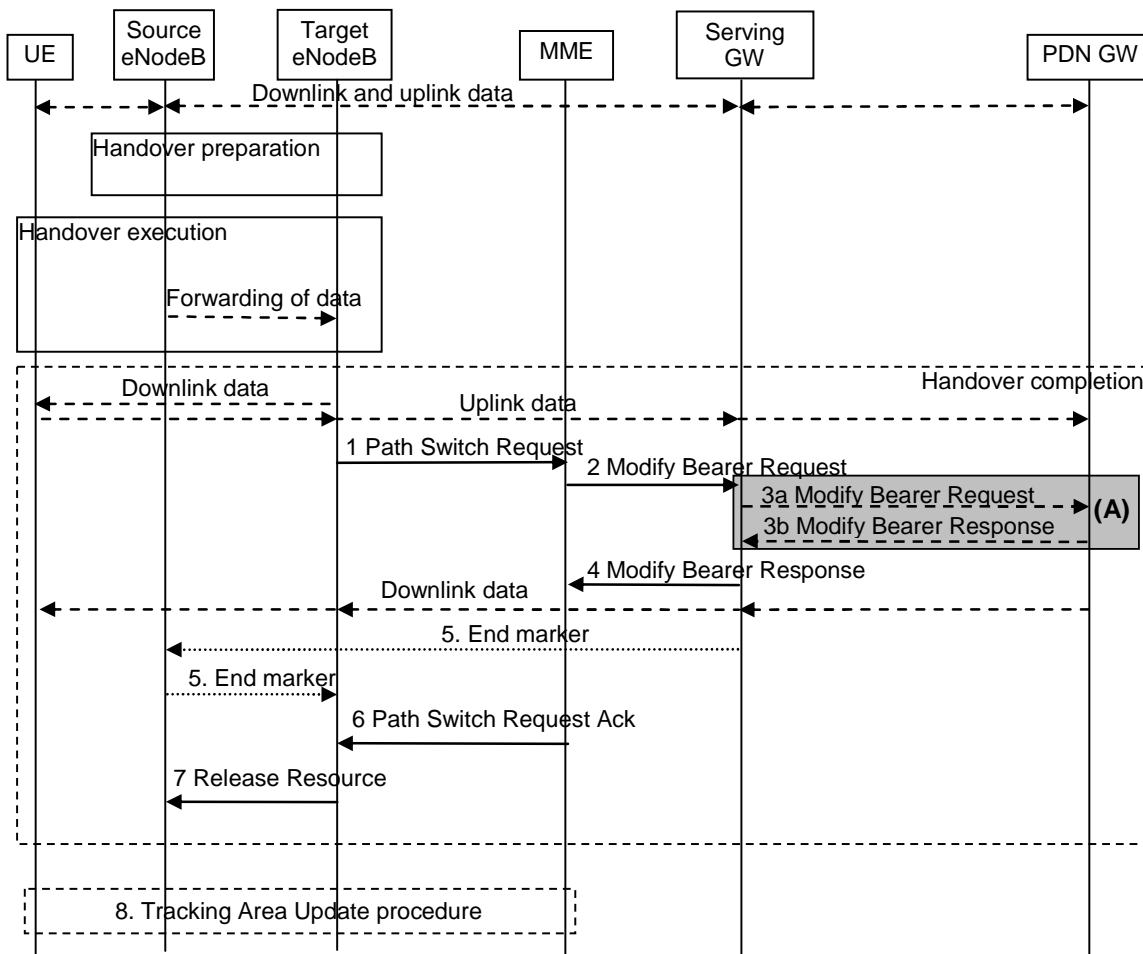 UE
Source
eNodeB
Target
eNodeB
MME
Serving
GW
PDN GW
Downlink and uplink data
Handover preparation
Handover execution
Forwarding of data
Handover completion
Downlink data
Uplink data
1 Path Switch Request
2 Modify Bearer Request
3a Modify Bearer Request
(A)
3b Modify Bearer Response
4 Modify Bearer Response
Downlink data
5. End marker
5. End marker
6 Path Switch Request Ack
7 Release Resource
8. Tracking Area Update procedure